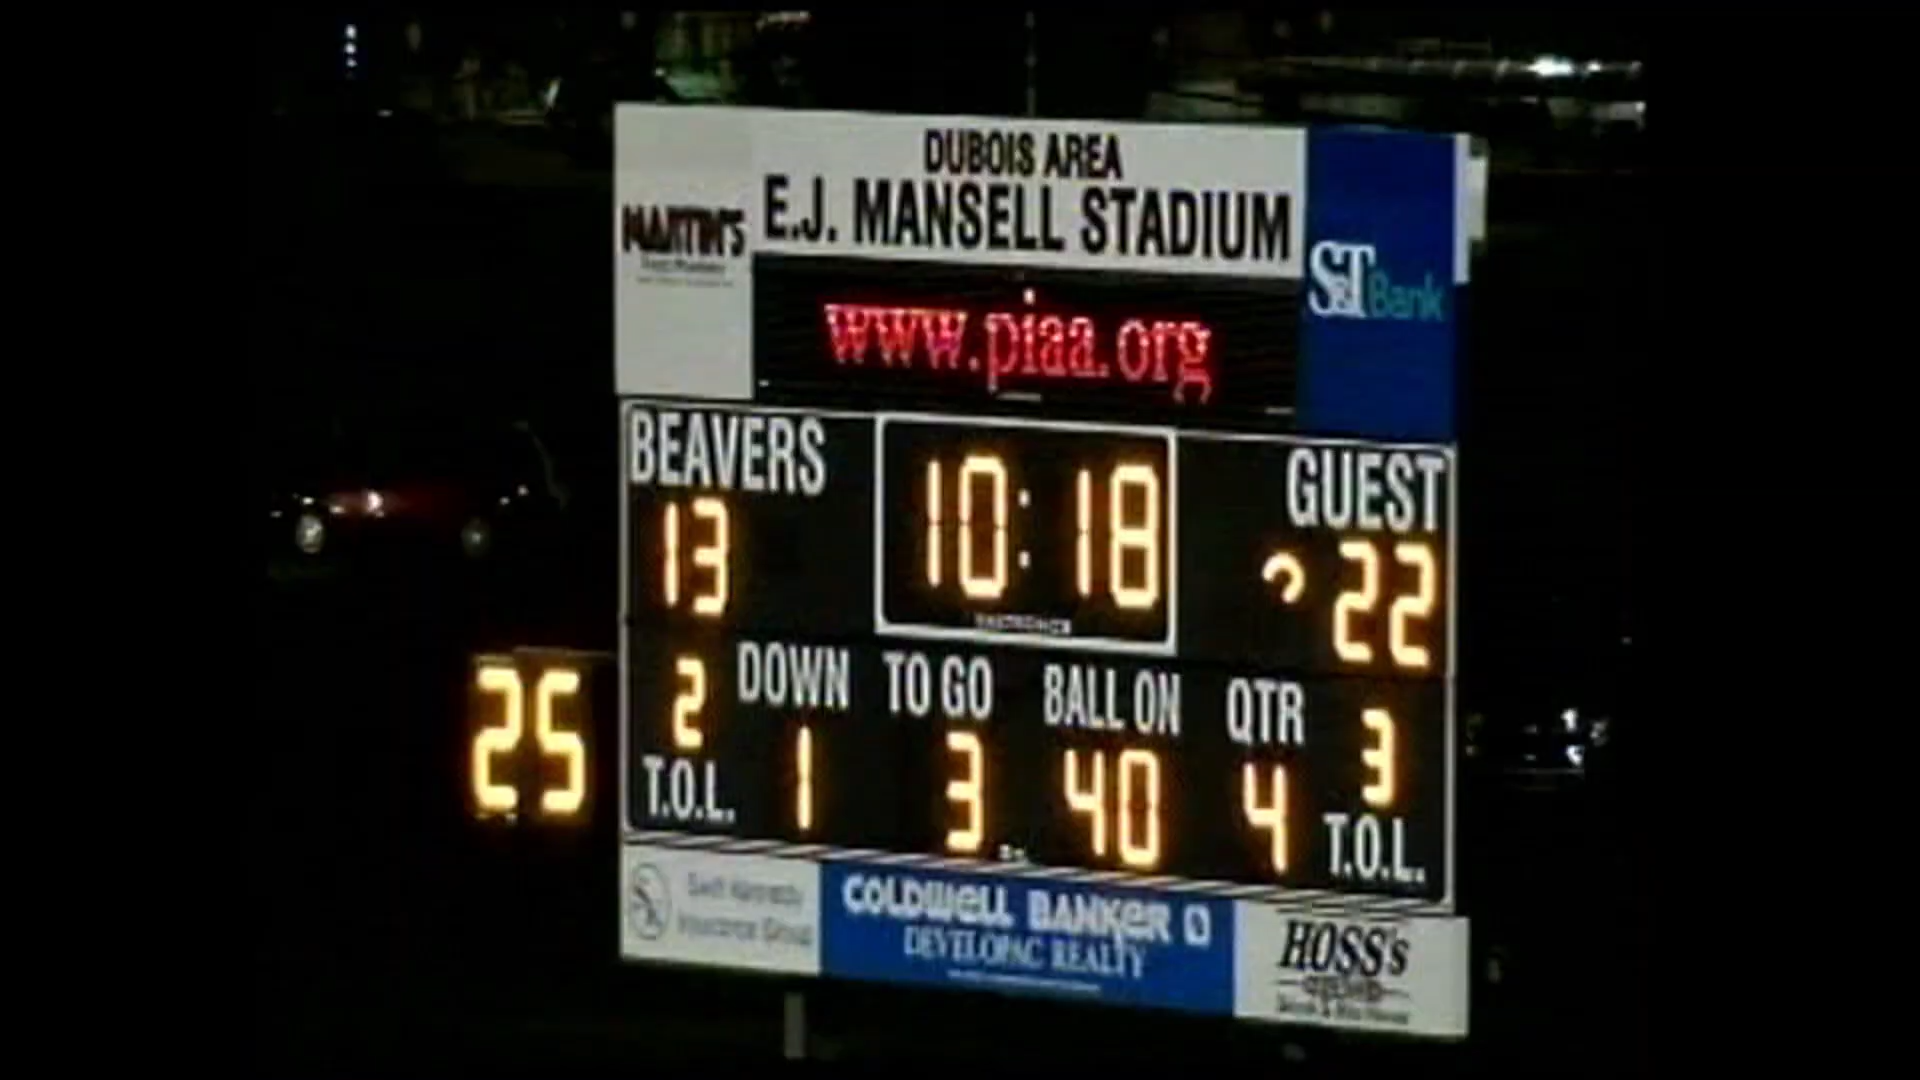 DUBOIS AREA
E.J. MANSELL STADIUM
MARTIN'S
S&T Bank
www.piaa.org
BEAVERS
10:18
GUEST
13
22
DAKTRONICS
25
2
DOWN
TO GO
BALL ON
QTR
3
T.O.L.
1
3
40
4
T.O.L.
COLDWELL BANKER
DEVELOPAC REALTY
HOSS's